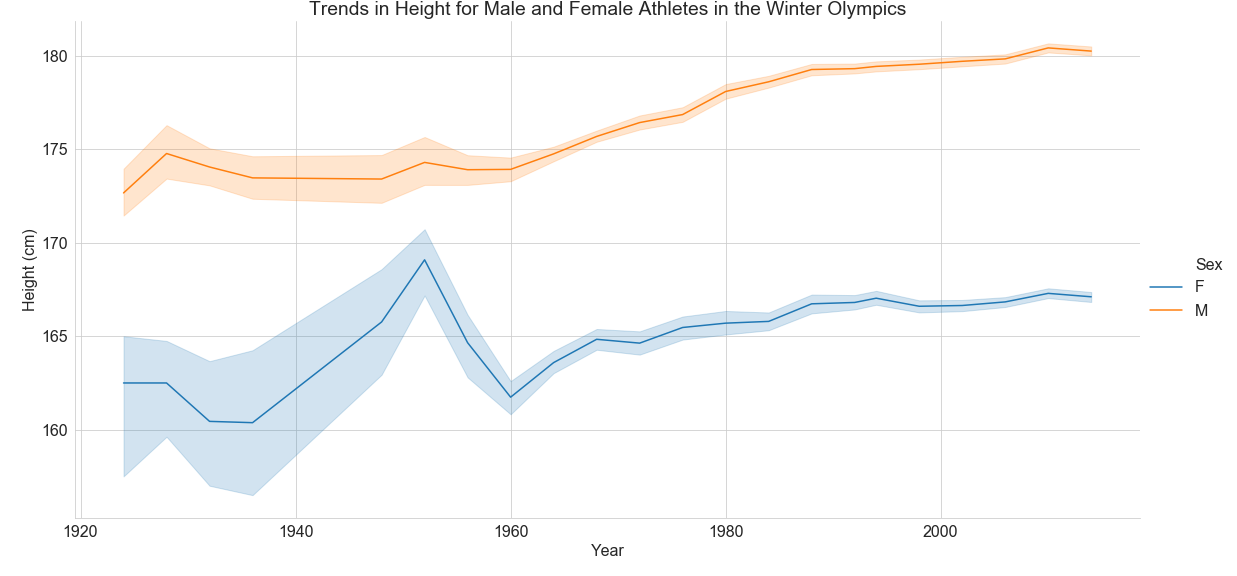 Trends in Height for Male and Female Athletes in the Winter Olympics
180
175
170
165
160
Height (cm)
1920
1940
1960
1980
2000
Year
Sex
F
M